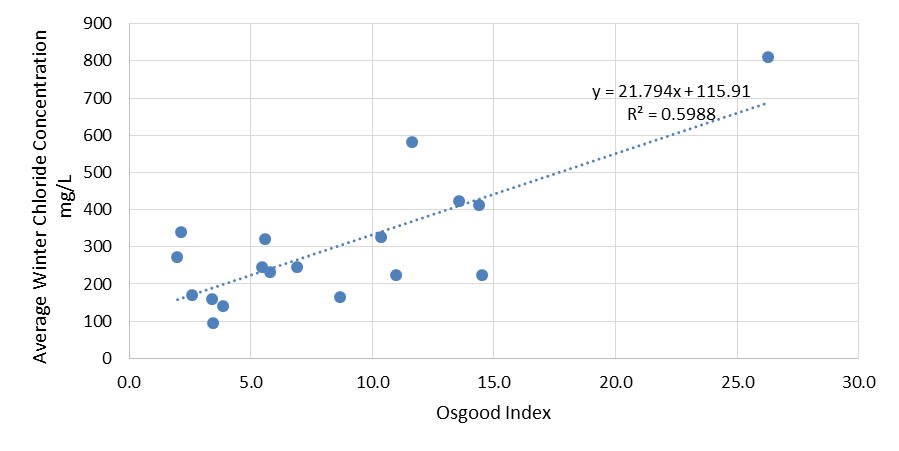 900
800
700
600
500
400
300
200
100
0
Average Winter Chloride Concentration
mg/L
y = 21.794x + 115.91
R² = 0.5988
0.0 5.0 10.0 15.0 20.0 25.0 30.0
Osgood Index